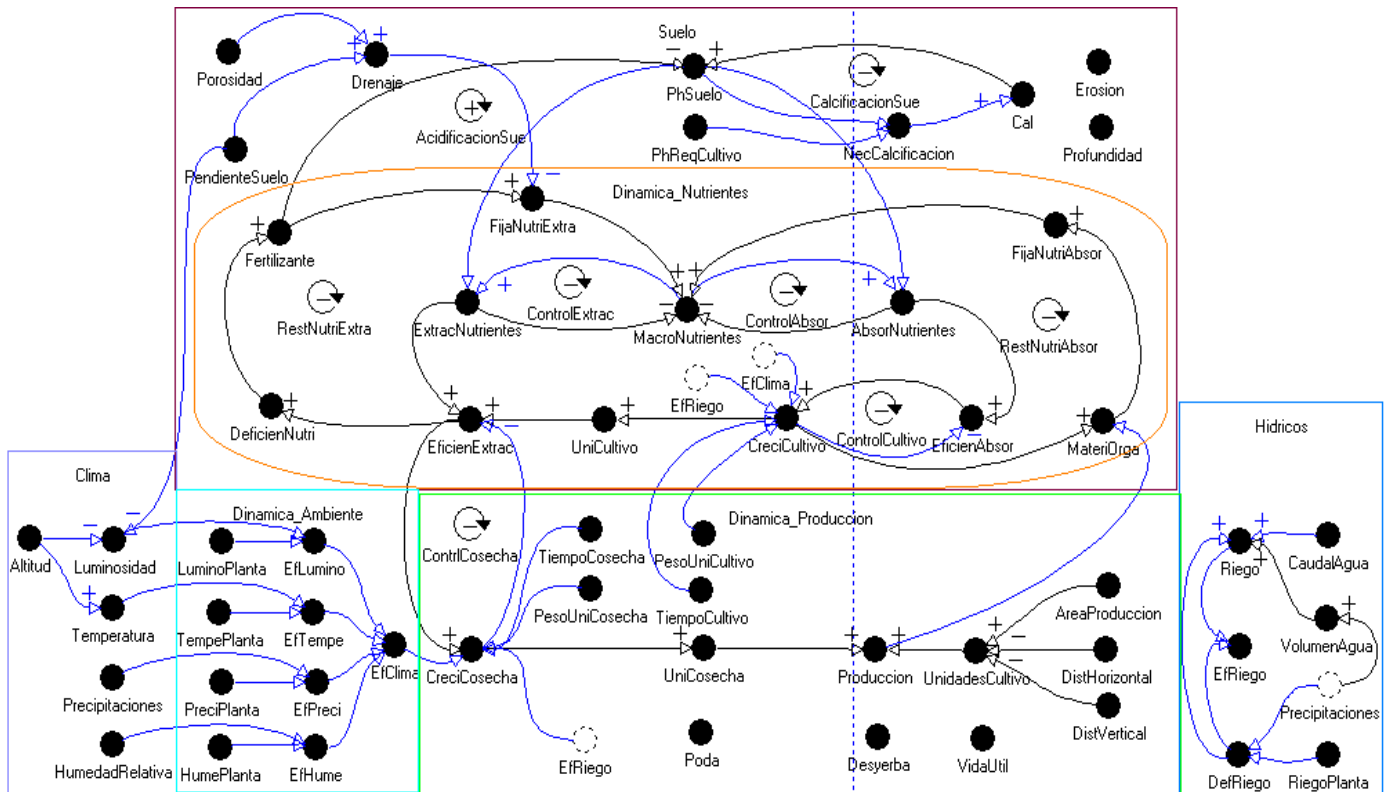 Suelo
Porosidad
Drenaje
PhSuelo
CalcificacionSue
Cal
Erosion
AcidificacionSue
PhReqCultivo
NecCalcificacion
Profundidad
PendienteSuelo
Dinamica_Nutrientes
FijaNutriExtra
Fertilizante
FijaNutriAbsor
RestNutriExtra
ExtracNutrientes
ControlExtrac
MacroNutrientes
ControlAbsor
AbsorNutrientes
RestNutriAbsor
EfClima
EfRiego
DeficienNutri
EficienExtrac
UniCultivo
CreciCultivo
ControlCultivo
EficienAbsor
MateriOrga
Hidricos
Clima
Dinamica_Ambiente
Dinamica_Produccion
Altitud
Luminosidad
LuminoPlanta
EfLumino
ContrlCosecha
TiempoCosecha
PesoUniCultivo
Riego
CaudalAgua
Temperatura
TempePlanta
EfTempe
PesoUniCosecha
TiempoCultivo
AreaProduccion
VolumenAgua
EfClima
CreciCosecha
UniCosecha
Produccion
UnidadesCultivo
DistHorizontal
EfRiego
Precipitaciones
PreciPlanta
EfPreci
DistVertical
Precipitaciones
HumedadRelativa
HumePlanta
EfHume
EfRiego
Poda
Desyerba
VidaUtil
DefRiego
RiegoPlanta